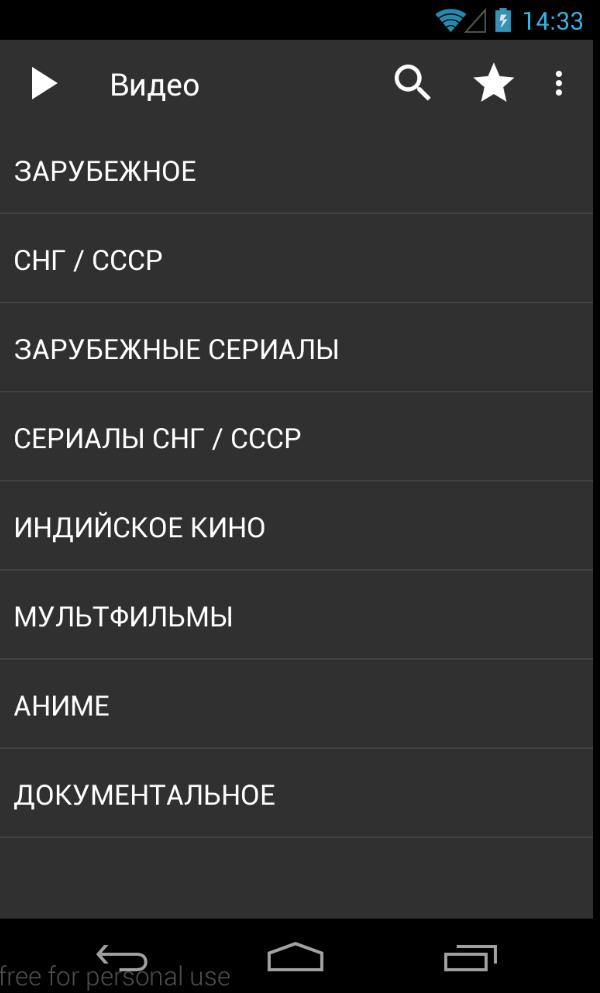 14:33
Видео
ЗАРУБЕЖНОЕ
СНГ / СССР
ЗАРУБЕЖНЫЕ СЕРИАЛЫ
СЕРИАЛЫ СНГ / СССР
ИНДИЙСКОЕ КИНО
МУЛЬТФИЛЬМЫ
АНИМЕ
ДОКУМЕНТАЛЬНОЕ
free for personal use